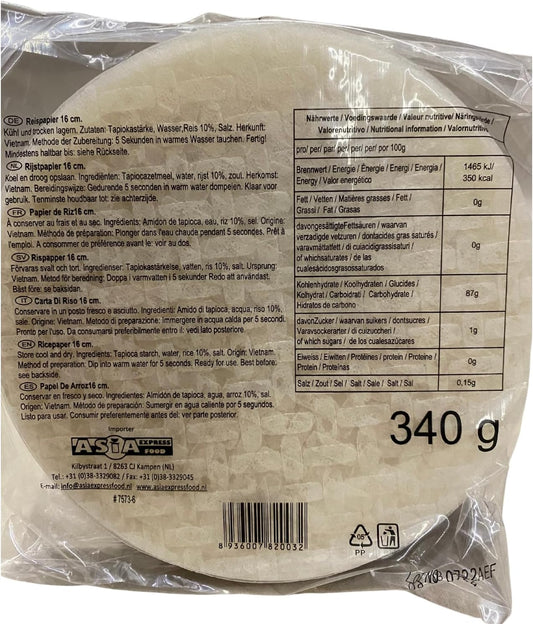 DE Reispapier 16 cm.
Kühl und trocken lagern. Zutaten: Tapiokastärke, Wasser, Reis 10%, Salz. Herkunft:
Vietnam. Methode der Zubereitung: 5 Sekunden in warmes Wasser tauchen. Fertig!
Mindestens haltbar bis: siehe Rückseite.
NL Rijstpapier 16 cm.
Koel en droog opslaan. Ingrediënten: Tapiocazetmeel, water, rijst 10%, zout. Herkomst:
Vietnam. Bereidingswijze: Gedurende 5 seconden in warm water dompelen. Klaar voor
gebruik. Tenminste houdbaar tot: zie achterzijde.
FR Papier de Riz16 cm.
A conserver au frais et au sec. Ingrédients: Amidon de tapioca, eau, riz 10%, sel. Origine:
Vietnam. Méthode de préparation: Plonger dans l'eau chaude pendant 5 secondes. Prêt à
l'emploi. A consommer de préférence avant le: voir au dos.
SV Rispapper 16 cm.
Förvaras svalt och tort. Ingredienser: Tapiokastärkelse, vatten, ris 10%, salt. Ursprung:
Vietnam. Metod för beredning: Doppa i varmvatten i 5 sekunder Redo att användast.
Bäst före: se baksidan.
IT Carta Di Riso 16 cm.
Conservare in un posto fresco e asciutto. Ingredienti: Amido di tapioca, acqua, riso 10%,
sale. Origine: Vietnam. Metodo di preparazione: Immergere in acqua calda per 5 secondi.
Pronto per l'uso. Da consumarsi preferibilmente entro il: vedi lato posteriore.
EN Ricepaper 16 cm.
Store cool and dry. Ingredients: Tapioca starch, water, rice 10%, salt. Origin: Vietnam.
Method of preparation: Dip into warm water for 5 seconds. Ready for use. Best before:
see backside.
ES Papel De Arroz16 cm.
Conservar en fresco y seco. Ingredientes: Almidón de tapioca, agua, arroz 10%, sal.
Origen: Vietnam. Método de preparación: Sumergir en agua caliente por 5 segundos.
Listo para usar. Consumir preferentemente antes del: ver parte posterior.
Importer
ASIA EXPRESS FOOD
Kilbystraat 1 / 8263 CJ Kampen (NL)
Tel.: +31 (0)38-3329082 / Fax: +31 (0)38-3329045
E-mail: info@asiaexpressfood.nl www.asiaexpressfood.nl
# 7573-6
Nährwerte / Voedingswaarde / Valeur nutritive/ Näringsvärde /
Valorenutritivo / Nutritional information / Valornutritivo
pro/ per/ par/ per/ per/ per/ por 100g
Brennwert / Energie / Énergie / Energi / Energia /
Energy / Valor energético
1465 kJ/
350 kcal
Fett / Vetten / Matières grasses / Fett /
Grassi / Fat / Grasas
0g
davongesättigteFettsäuren / waarvan
verzadigde vetzuren / dontacides gras saturés /
varavmättatfett / di cuiacidigrassisaturi /
of whichsaturates / de las
cualesácidosgrasossaturados
0g
Kohlenhydrate / Koolhydraten / Glucides /
Kolhydrat / Carboidrati / Carbohydrate /
Hidratos de carbono
87g
davonZucker / waarvan suikers / dontsucres /
Varavsockerarter / di cuizuccheri /
of which sugars / de los cualesazúcares
1g
Eiweiss / Eiwitten / Protéines / protein / Proteine /
Protein / Proteínas
0g
Salz / Zout / Sel / Salt / Sale / Salt / Sal
0,15g
340 g
8 936007 820032
05
PP
0722AEF